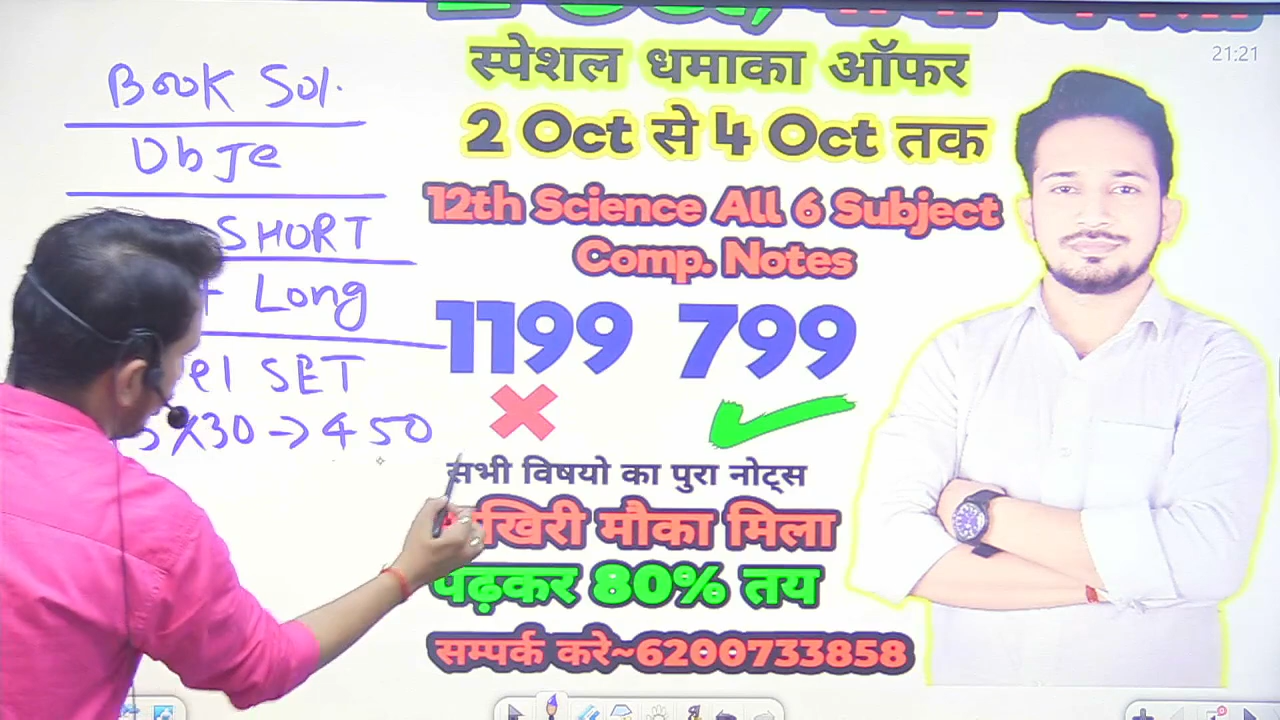 21:21
Book Sol.
Obje
SHORT
Long
el SET
X30 → 450
स्पेशल धमाका ऑफर
2 Oct से 4 Oct तक
12th Science All 6 Subject
Comp. Notes
1199 799
सभी विषयो का पुरा नोट्स
मौका मिला
पढ़कर 80% तय
सम्पर्क करे~6200733858